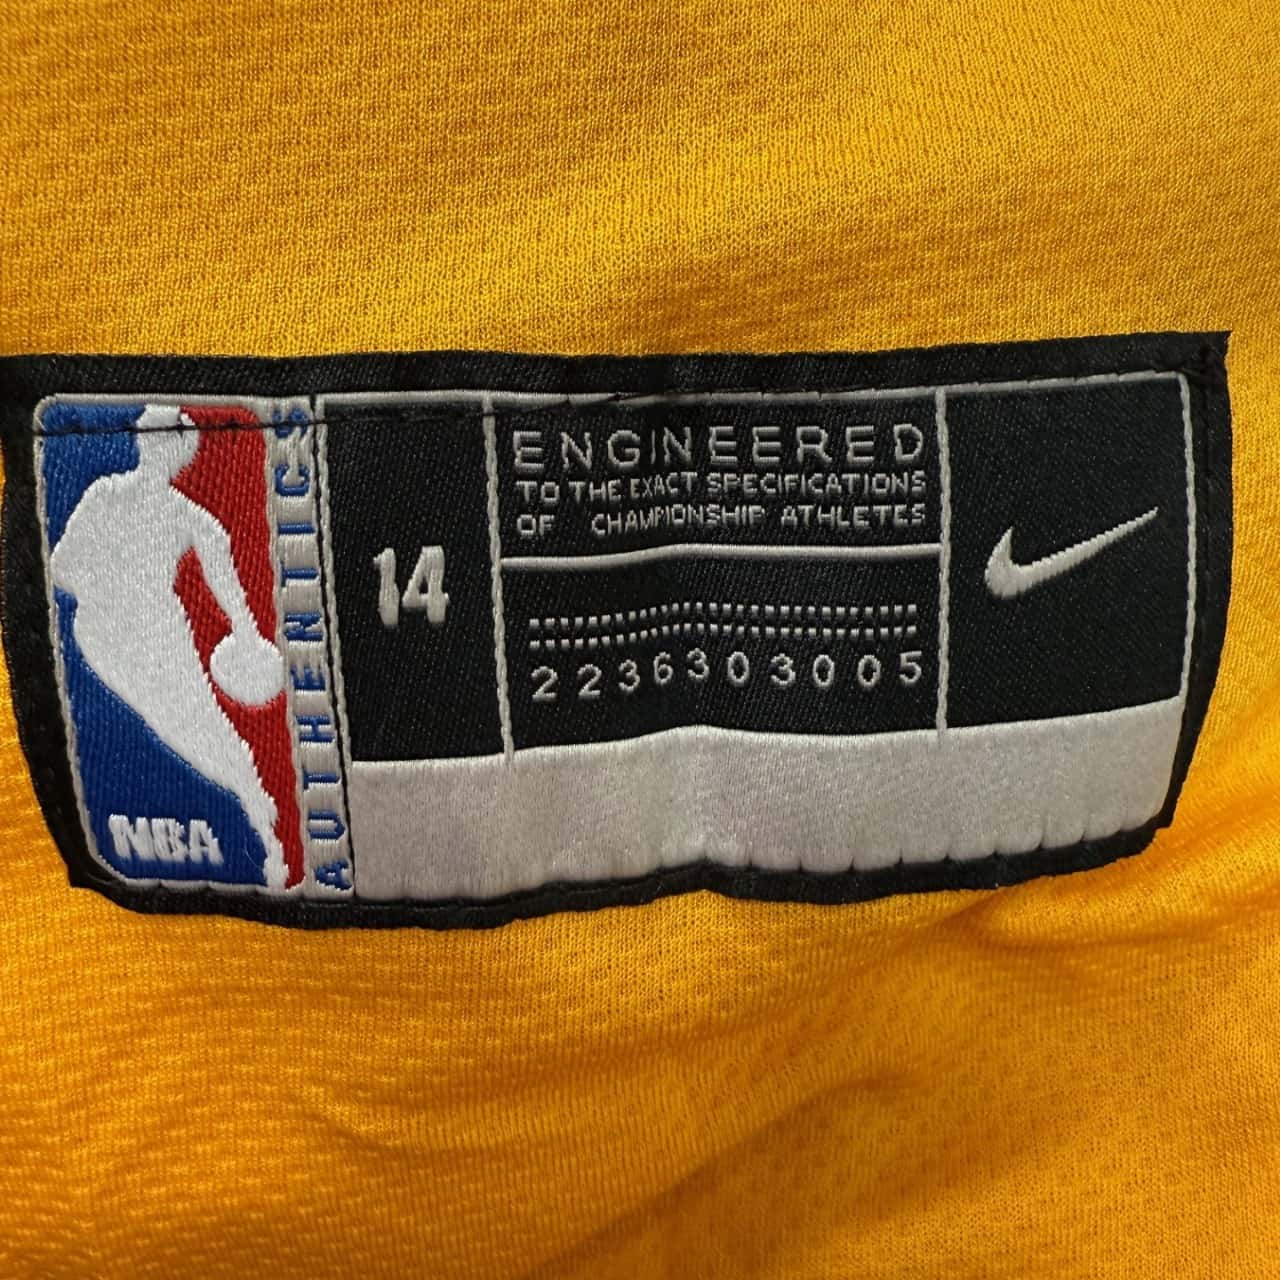 NBA
AUTHENTICS
14
ENGINEERED
TO THE EXACT SPECIFICATIONS
OF CHAMPIONSHIP ATHLETES
2236303005